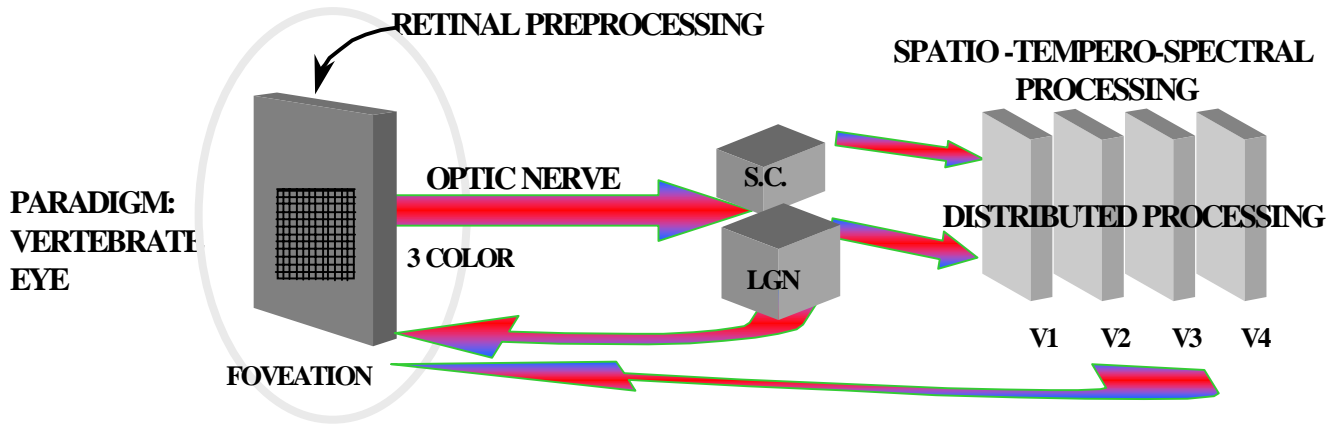 RETINAL PREPROCESSING
SPATIO -TEMPERO-SPECTRAL
PROCESSING
PARADIGM:
VERTEBRATE
EYE
OPTIC NERVE
3 COLOR
S.C.
LGN
DISTRIBUTED PROCESSING
V1 V2 V3 V4
FOVEATION